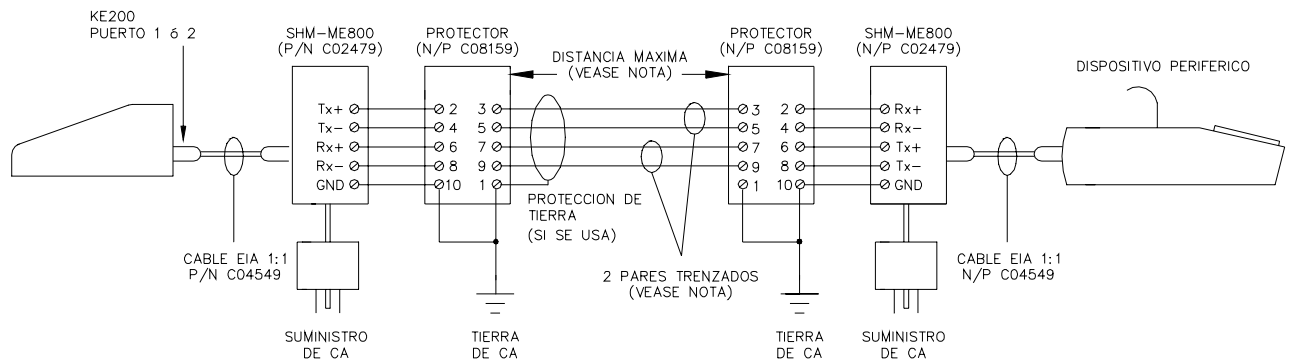 KE200
PUERTO 1 ó 2
SHM-ME800
(P/N C02479)
PROTECTOR
(N/P C08159)
DISTANCIA MAXIMA
(VEASE NOTA)
PROTECTOR
(N/P C08159)
SHM-ME800
(N/P C02479)
DISPOSITIVO PERIFERICO
Tx+ 2 3 3 2 Rx+
Tx- 4 5 5 4 Rx-
Rx+ 6 7 7 6 Tx+
Rx- 8 9 9 8 Tx-
GND 10 1 1 10 GND
PROTECCION DE
TIERRA
(SI SE USA)
CABLE EIA 1:1
P/N C04549
2 PARES TRENZADOS
(VEASE NOTA)
CABLE EIA 1:1
N/P C04549
SUMINISTRO
DE CA
TIERRA
DE CA
TIERRA
DE CA
SUMINISTRO
DE CA